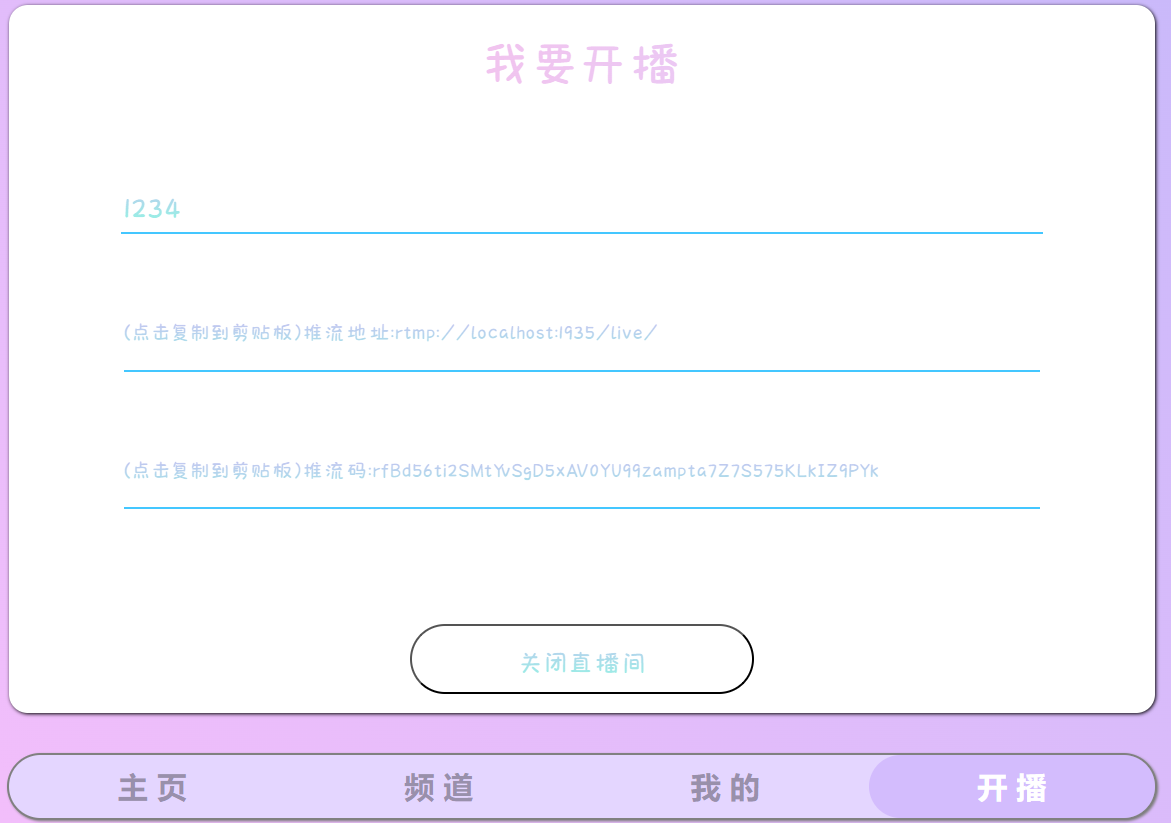 我要开播
1234
(点击复制到剪贴板)推流地址:rtmp://localhost:1935/live/
(点击复制到剪贴板)推流码:rfBd56ti2SMtYvSgD5xAV0YU99zampta7Z7S575KLkIZ9PYk
关闭直播间
主页 频道 我的 开播